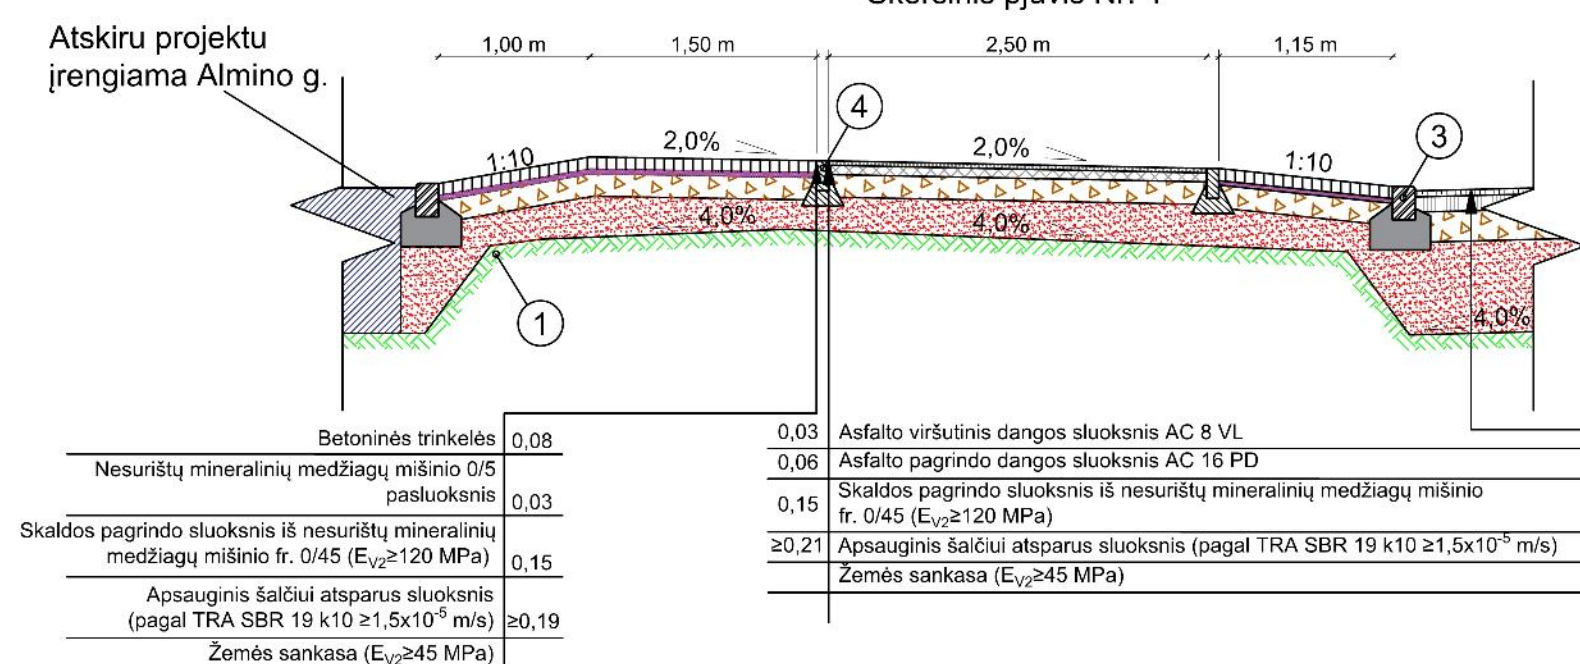 Atskiru projektu
įrengiama Almino g.
1,00 m
1,50 m
2,50 m
1,15 m
4
3
1:10
2,0%
2,0%
1:10
4,0%
4,0%
4,0%
1
Betoninės trinkelės 0,08
Nesurištų mineralinių medžiagų mišinio 0/5
pasluoksnis 0,03
Skaldos pagrindo sluoksnis iš nesurištų mineralinių
medžiagų mišinio fr. 0/45 (EV2≥120 MPa) 0,15
Apsauginis šalčiui atsparus sluoksnis
(pagal TRA SBR 19 k10 ≥1,5x10-5 m/s) ≥0,19
Žemės sankasa (EV2≥45 MPa)
0,03 Asfalto viršutinis dangos sluoksnis AC 8 VL
0,06 Asfalto pagrindo dangos sluoksnis AC 16 PD
0,15 Skaldos pagrindo sluoksnis iš nesurištų mineralinių medžiagų mišinio
fr. 0/45 (EV2≥120 MPa)
≥0,21 Apsauginis šalčiui atsparus sluoksnis (pagal TRA SBR 19 k10 ≥1,5x10-5 m/s)
Žemės sankasa (EV2≥45 MPa)